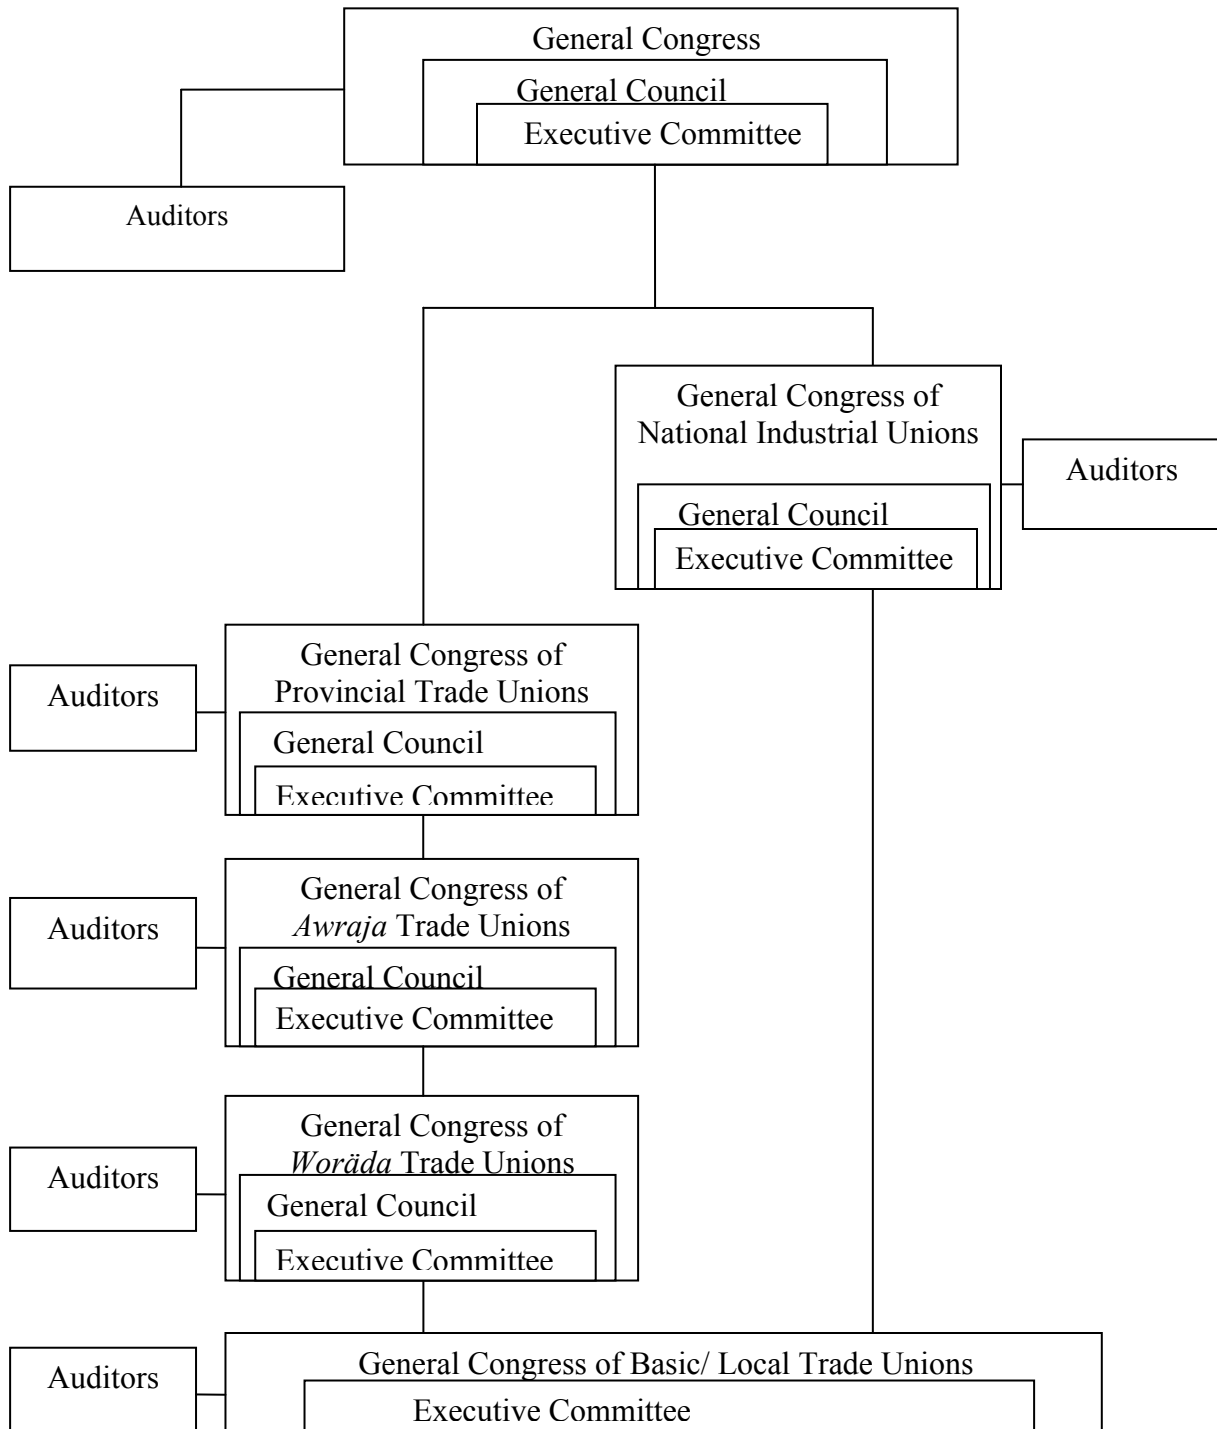 General Congress
General Council
Executive Committee
Auditors
General Congress of
National Industrial Unions
General Council
Executive Committee
Auditors
General Congress of
Provincial Trade Unions
General Council
Executive Committee
Auditors
General Congress of
Awraja Trade Unions
General Council
Executive Committee
Auditors
General Congress of
Woräda Trade Unions
General Council
Executive Committee
Auditors
General Congress of Basic/ Local Trade Unions
Executive Committee
Auditors